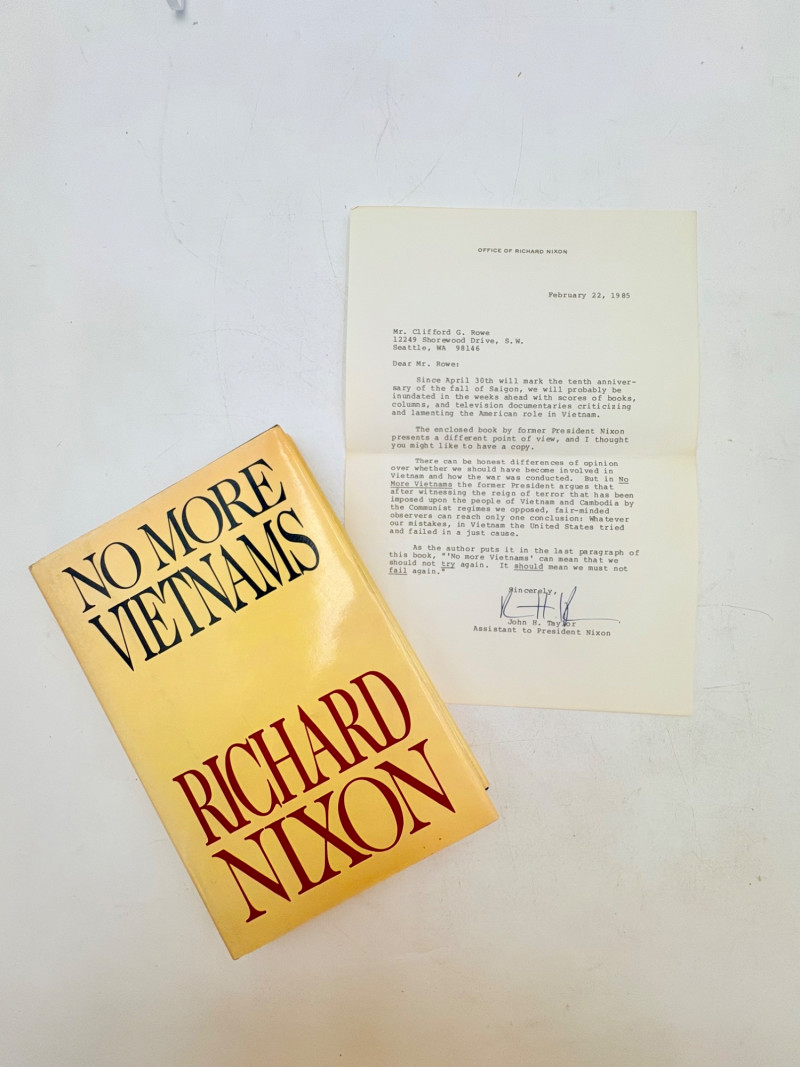 OFFICE OF RICHARD NIXON
February 22, 1985
Mr. Clifford G. Rowe
12249 Shorewood Drive, S.W.
Seattle, WA 98146
Dear Mr. Rowe:
Since April 30th will mark the tenth anniver-
sary of the fall of Saigon, we will probably be
inundated in the weeks ahead with scores of books,
columns, and television documentaries criticizing
and lamenting the American role in Vietnam.
The enclosed book by former President Nixon
presents a different point of view, and I thought
you might like to have a copy.
There can be honest differences of opinion
over whether we should have become involved in
Vietnam and how the war was conducted. But in No
More Vietnams the former President argues that
after witnessing the reign of terror that has been
imposed upon the people of Vietnam and Cambodia by
the Communist regimes we opposed, fair-minded
observers can reach only one conclusion: Whatever
our mistakes, in Vietnam the United States tried
and failed in a just cause.
As the author puts it in the last paragraph of
this book, "'No more Vietnams' can mean that we
should not try again. It should mean we must not
fail again."
Sincerely,
John H. Taylor
Assistant to President Nixon
NO MORE
VIETNAMS
RICHARD
NIXON